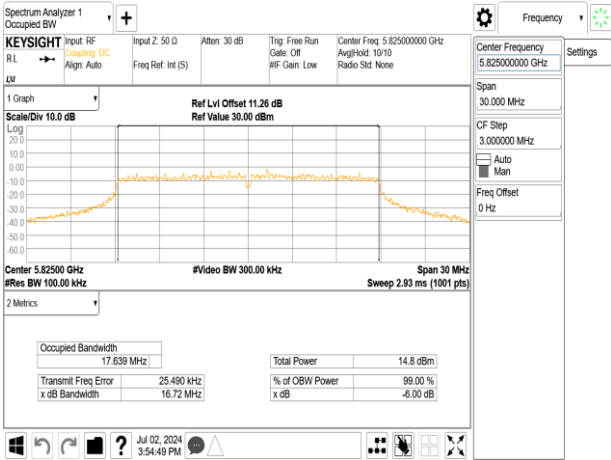 Spectrum Analyzer 1
Occupied BW
+
Frequency
KEYSIGHT Input: RF Input Z: 50 Ω Atten: 30 dB Trig: Free Run Center Freq: 5.825000000 GHz
RL Coupling: DC Gate: Off Avg|Hold: 10/10
Align: Auto Freq Ref: Int (S) #IF Gain: Low Radio Std: None
LXI
Center Frequency
5.825000000 GHz
Settings
Span
30.000 MHz
CF Step
3.000000 MHz
Auto
Man
Freq Offset
0 Hz
1 Graph
Ref Lvl Offset 11.26 dB
Scale/Div 10.0 dB Ref Value 30.00 dBm
Log
20.0
10.0
0.00
-10.0
-20.0
-30.0
-40.0
-50.0
-60.0
Center 5.82500 GHz #Video BW 300.00 kHz Span 30 MHz
#Res BW 100.00 kHz Sweep 2.93 ms (1001 pts)
2 Metrics
Occupied Bandwidth
17.639 MHz Total Power 14.8 dBm
Transmit Freq Error 25.490 kHz % of OBW Power 99.00 %
x dB Bandwidth 16.72 MHz x dB -6.00 dB
? Jul 02, 2024
3:54:49 PM